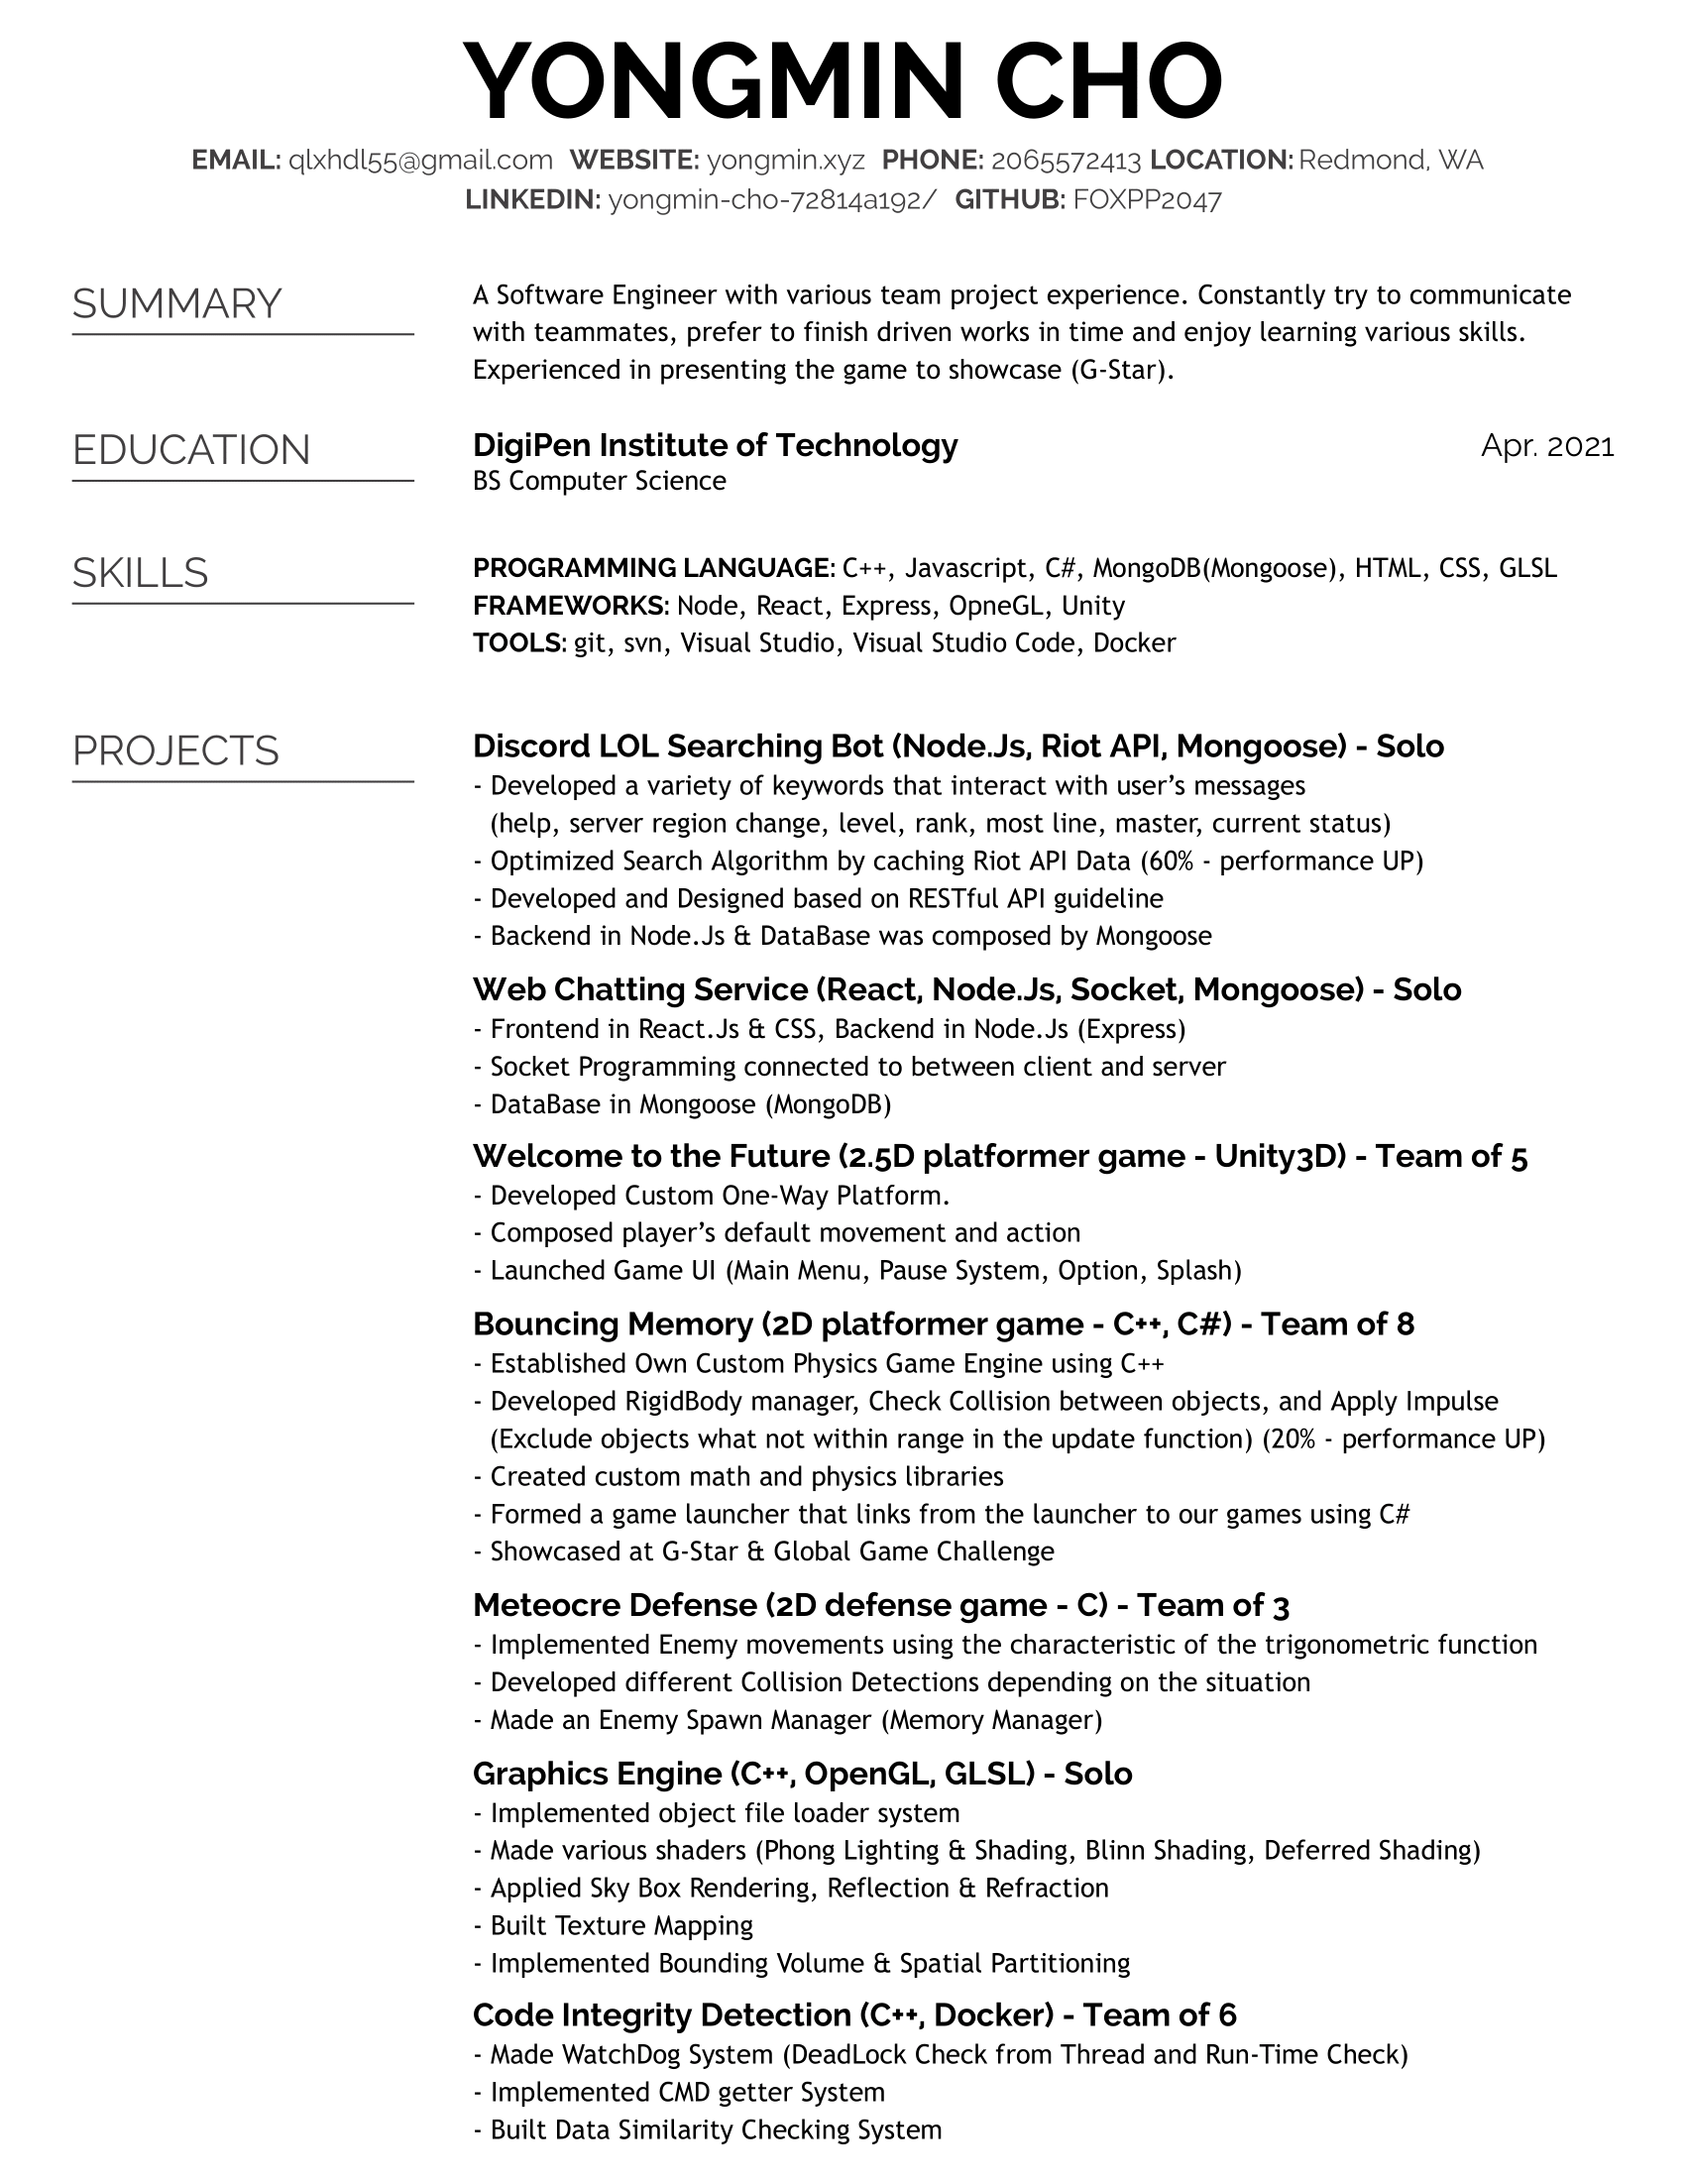 YONGMIN CHO
EMAIL: qlxhdl55@gmail.com WEBSITE: yongmin.xyz PHONE: 2065572413 LOCATION: Redmond, WA
LINKEDIN: yongmin-cho-72814a192/ GITHUB: FOXPP2047
SUMMARY
A Software Engineer with various team project experience. Constantly try to communicate
with teammates, prefer to finish driven works in time and enjoy learning various skills.
Experienced in presenting the game to showcase (G-Star).
EDUCATION
DigiPen Institute of Technology Apr. 2021
BS Computer Science
SKILLS
PROGRAMMING LANGUAGE: C++, Javascript, C#, MongoDB(Mongoose), HTML, CSS, GLSL
FRAMEWORKS: Node, React, Express, OpneGL, Unity
TOOLS: git, svn, Visual Studio, Visual Studio Code, Docker
PROJECTS
Discord LOL Searching Bot (Node.Js, Riot API, Mongoose) - Solo
- Developed a variety of keywords that interact with user’s messages
(help, server region change, level, rank, most line, master, current status)
- Optimized Search Algorithm by caching Riot API Data (60% - performance UP)
- Developed and Designed based on RESTful API guideline
- Backend in Node.Js & DataBase was composed by Mongoose
Web Chatting Service (React, Node.Js, Socket, Mongoose) - Solo
- Frontend in React.Js & CSS, Backend in Node.Js (Express)
- Socket Programming connected to between client and server
- DataBase in Mongoose (MongoDB)
Welcome to the Future (2.5D platformer game - Unity3D) - Team of 5
- Developed Custom One-Way Platform.
- Composed player’s default movement and action
- Launched Game UI (Main Menu, Pause System, Option, Splash)
Bouncing Memory (2D platformer game - C++, C#) - Team of 8
- Established Own Custom Physics Game Engine using C++
- Developed RigidBody manager, Check Collision between objects, and Apply Impulse
(Exclude objects what not within range in the update function) (20% - performance UP)
- Created custom math and physics libraries
- Formed a game launcher that links from the launcher to our games using C#
- Showcased at G-Star & Global Game Challenge
Meteocre Defense (2D defense game - C) - Team of 3
- Implemented Enemy movements using the characteristic of the trigonometric function
- Developed different Collision Detections depending on the situation
- Made an Enemy Spawn Manager (Memory Manager)
Graphics Engine (C++, OpenGL, GLSL) - Solo
- Implemented object file loader system
- Made various shaders (Phong Lighting & Shading, Blinn Shading, Deferred Shading)
- Applied Sky Box Rendering, Reflection & Refraction
- Built Texture Mapping
- Implemented Bounding Volume & Spatial Partitioning
Code Integrity Detection (C++, Docker) - Team of 6
- Made WatchDog System (DeadLock Check from Thread and Run-Time Check)
- Implemented CMD getter System
- Built Data Similarity Checking System